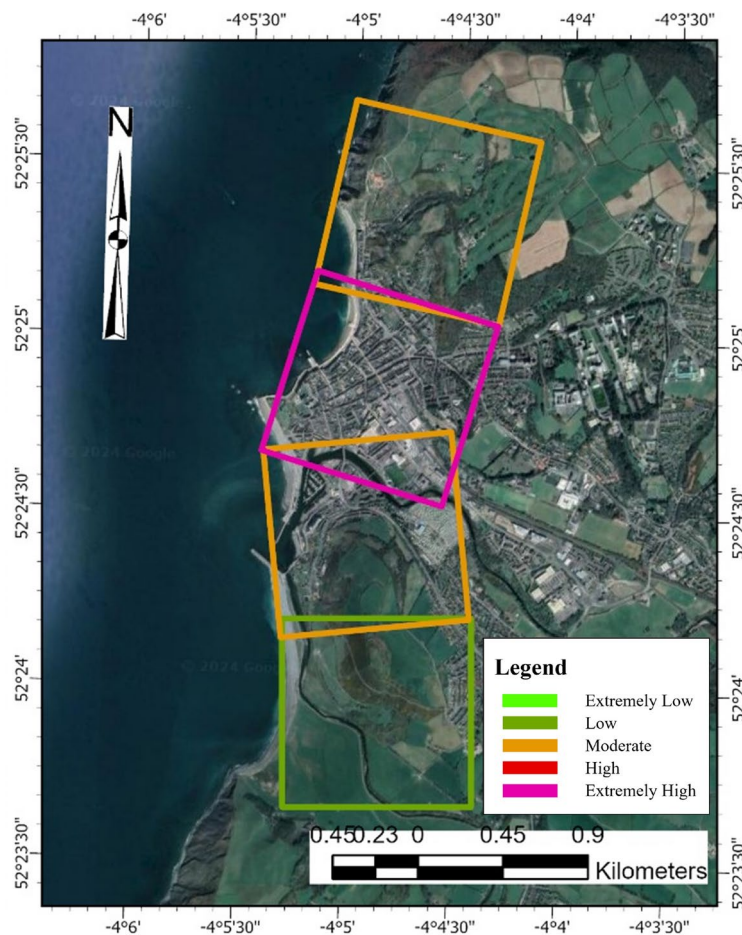 -4°6' -4°5'30" -4°5' -4°4'30" -4°4' -4°3'30"
© 2024 Google
N
52°25'30"
52°25'30"
52°25'
52°25'
© 2024 Google
52°24'30"
52°24'30"
© 2024 Google
52°24'
52°24'
Legend
Extremely Low
Low
Moderate
High
Extremely High
0.45 0.23 0 0.45 0.9
Kilometers
52°23'30"
52°23'30"
-4°6' -4°5'30" -4°5' -4°4'30" -4°4' -4°3'30"